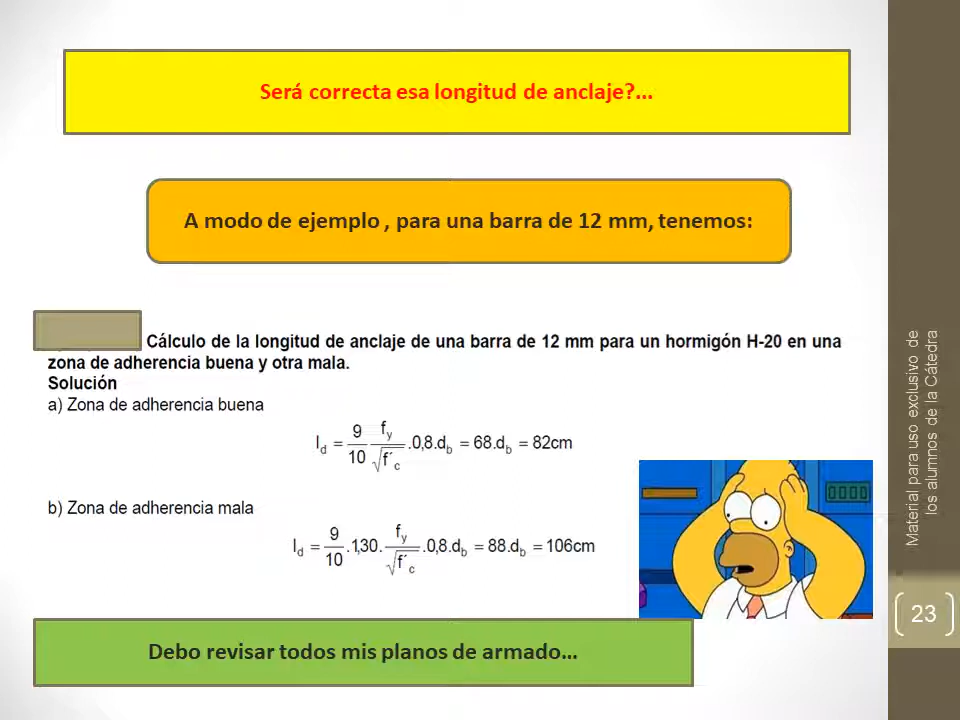 Será correcta esa longitud de anclaje?...
A modo de ejemplo , para una barra de 12 mm, tenemos:
Cálculo de la longitud de anclaje de una barra de 12 mm para un hormigón H-20 en una
zona de adherencia buena y otra mala.
Solución
a) Zona de adherencia buena
l_d = 9/10 f_y/√f´_c .0,8.d_b = 68.d_b = 82cm
b) Zona de adherencia mala
l_d = 9/10 .1,30. f_y/√f´_c .0,8.d_b = 88.d_b = 106cm
Debo revisar todos mis planos de armado...
Material para uso exclusivo de
los alumnos de la Cátedra
23